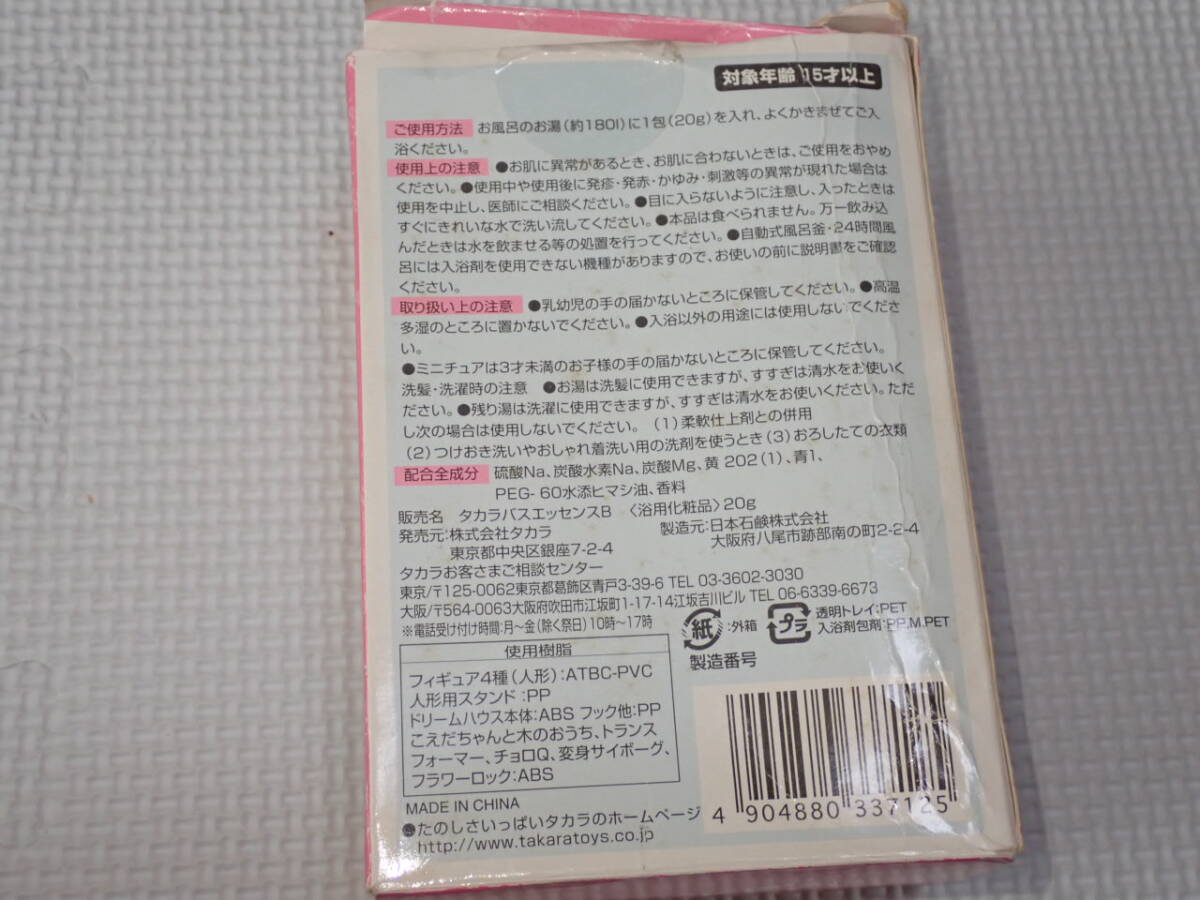 対象年齢 15才以上
ご使用方法 お風呂のお湯(約180l)に1包(20g)を入れ、よくかきまぜてご入
浴ください。
使用上の注意 ●お肌に異常があるとき、お肌に合わないときは、ご使用をおやめ
ください。●使用中や使用後に発疹・発赤・かゆみ・刺激等の異常が現れた場合は
使用を中止し、医師にご相談ください。●目に入らないように注意し、入ったときは
すぐにきれいな水で洗い流してください。●本品は食べられません。万一飲み込
んだときは水を飲ませる等の処置を行ってください。●自動式風呂釜・24時間風
呂には入浴剤を使用できない機種がありますので、お使いの前に説明書をご確認
ください。
取り扱い上の注意 ●乳幼児の手の届かないところに保管してください。●高温
多湿のところに置かないでください。●入浴以外の用途には使用しないでくださ
い。
●ミニチュアは3才未満のお子様の手の届かないところに保管してください。
洗髪・洗濯時の注意 ●お湯は洗髪に使用できますが、すすぎは清水をお使いく
ださい。●残り湯は洗濯に使用できますが、すすぎは清水をお使いください。ただ
し次の場合は使用しないでください。 (1)柔軟仕上剤との併用
(2)つけおき洗いやおしゃれ着洗い用の洗剤を使うとき(3)おろしたての衣類
配合全成分 硫酸Na、炭酸水素Na、炭酸Mg、黄202(1)、青1、
PEG-60水添ヒマシ油、香料
販売名 タカラバスエッセンスB 〈浴用化粧品〉20g
発売元:株式会社タカラ
東京都中央区銀座7-2-4
製造元:日本石鹸株式会社
大阪府八尾市跡部南の町2-2-4
タカラお客さまご相談センター
東京/〒125-0062東京都葛飾区青戸3-39-6 TEL 03-3602-3030
大阪/〒564-0063大阪府吹田市江坂町1-17-14江坂吉川ビル TEL 06-6339-6673
※電話受け付け時間:月〜金(除く祭日)10時〜17時
紙 :外箱
プラ 透明トレイ:PET
入浴剤包剤:PP,M,PET
製造番号
使用樹脂
フィギュア4種(人形):ATBC-PVC
人形用スタンド:PP
ドリームハウス本体:ABS フック他:PP
こえだちゃんと木のおうち、トランス
フォーマー、チョロQ、変身サイボーグ、
フラワーロック:ABS
MADE IN CHINA
●たのしさいっぱいタカラのホームページ
http://www.takaratoys.co.jp
4 904880 337125